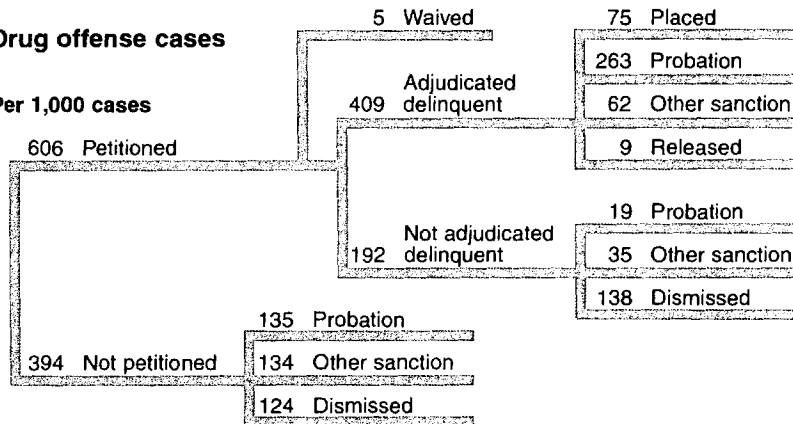 Drug offense cases
Per 1,000 cases
5 Waived
606 Petitioned
409 Adjudicated
delinquent
75 Placed
263 Probation
62 Other sanction
9 Released
192 Not adjudicated
delinquent
19 Probation
35 Other sanction
138 Dismissed
394 Not petitioned
135 Probation
134 Other sanction
124 Dismissed